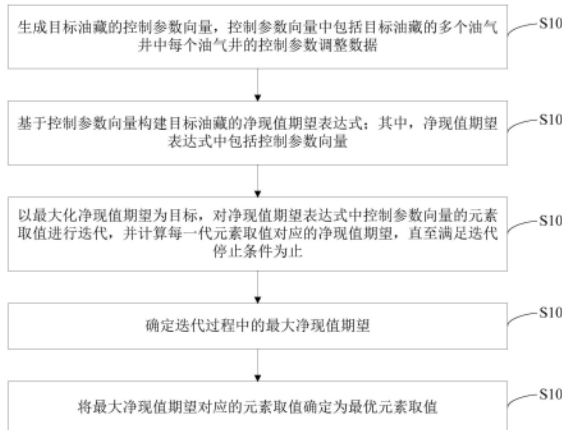 生成目标油藏的控制参数向量，控制参数向量中包括目标油藏的多个油气
井中每个油气井的控制参数调整数据
S10
基于控制参数向量构建目标油藏的净现值期望表达式；其中，净现值期望
表达式中包括控制参数向量
S10
以最大化净现值期望为目标，对净现值期望表达式中控制参数向量的元素
取值进行迭代，并计算每一代元素取值对应的净现值期望，直至满足迭代
停止条件为止
S10
确定迭代过程中的最大净现值期望
S10
将最大净现值期望对应的元素取值确定为最优元素取值
S10